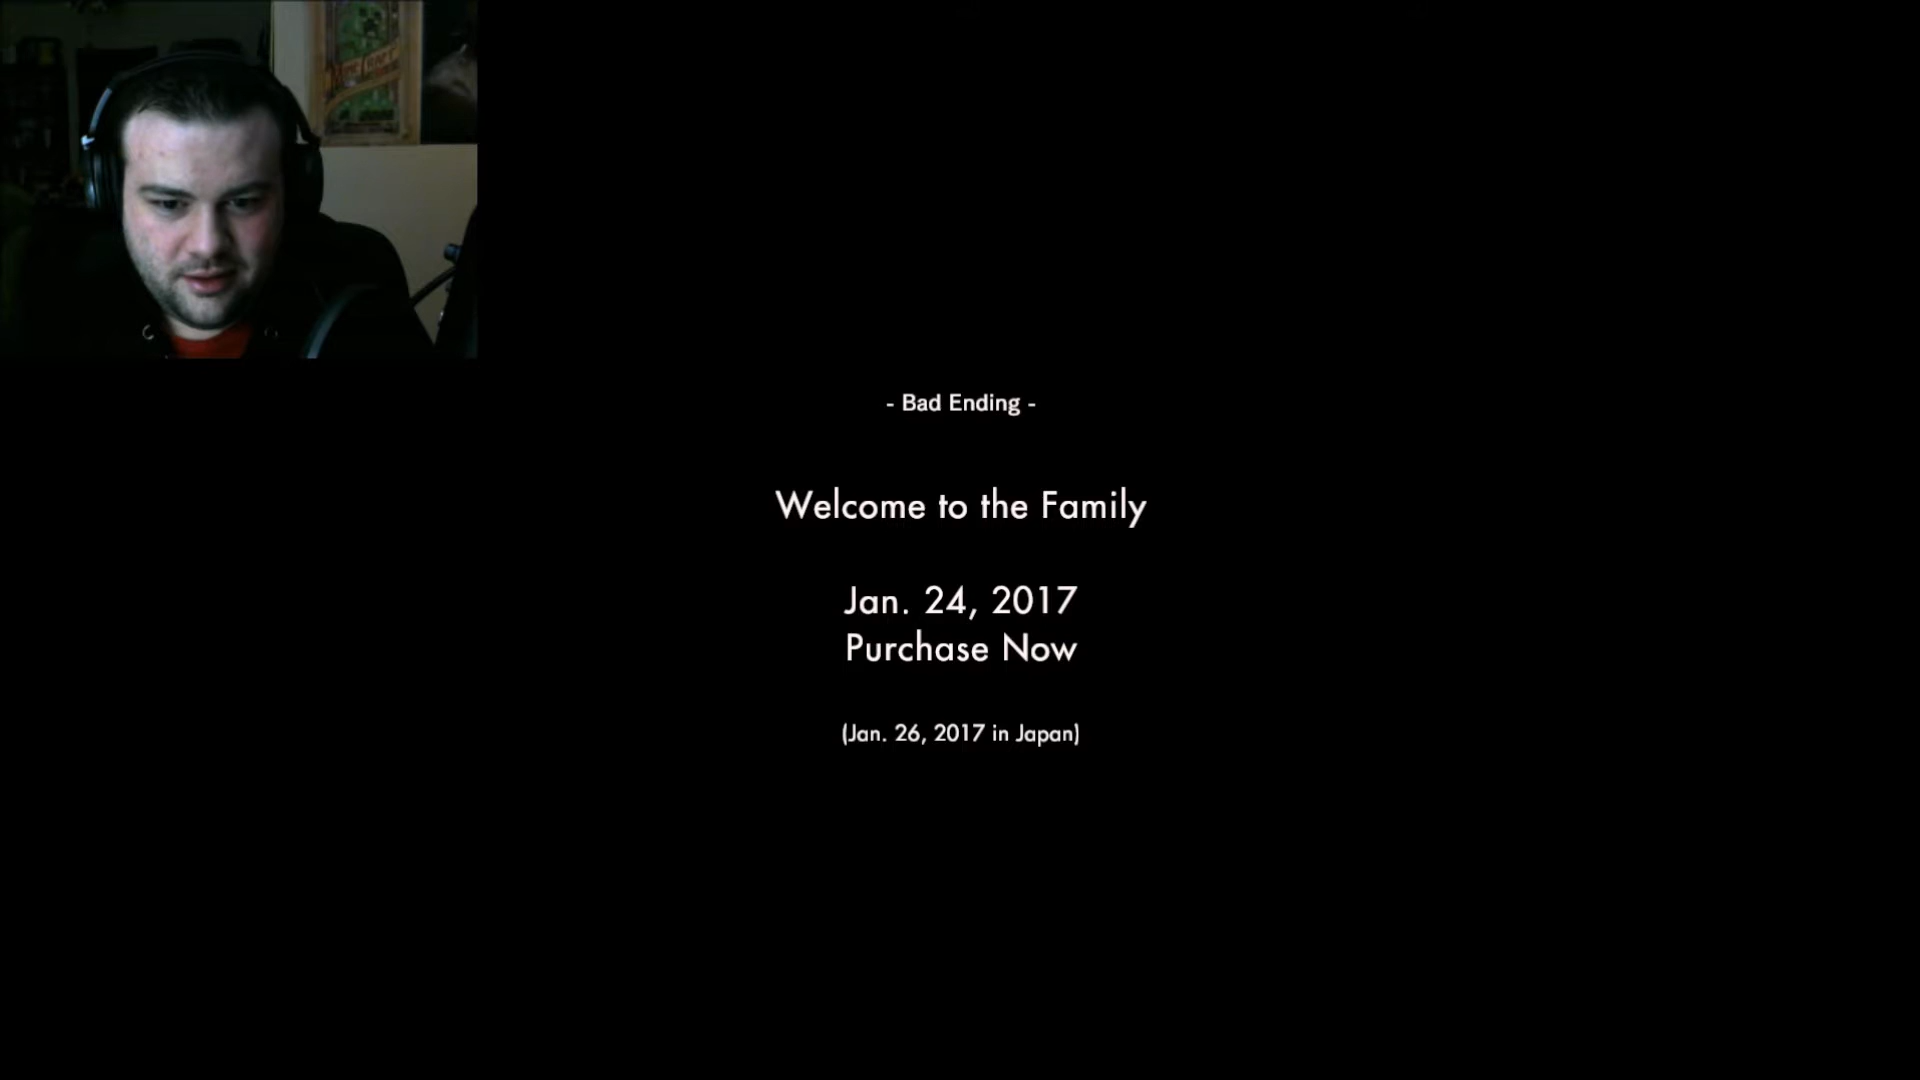 - Bad Ending -
Welcome to the Family
Jan. 24, 2017
Purchase Now
(Jan. 26, 2017 in Japan)